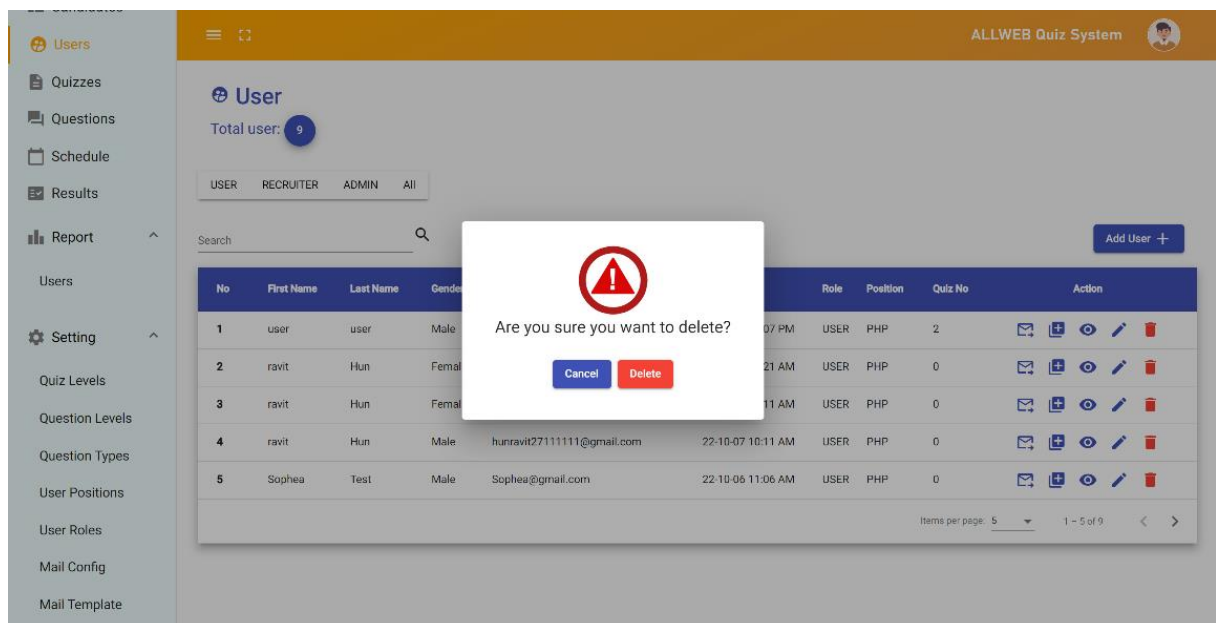 Users
ALLWEB Quiz System
Quizzes
Questions
Schedule
Results
Report
Users
Setting
Quiz Levels
Question Levels
Question Types
User Positions
User Roles
Mail Config
Mail Template
User
Total user: 9
USER RECRUITER ADMIN All
Search
Add User +
No First Name Last Name Gender Role Position Quiz No Action
1 user user Male 07 PM USER PHP 2
2 ravit Hun Femal 21 AM USER PHP 0
3 ravit Hun Femal 11 AM USER PHP 0
4 ravit Hun Male hunravit27111111@gmail.com 22-10-07 10:11 AM USER PHP 0
5 Sophea Test Male Sophea@gmail.com 22-10-06 11:06 AM USER PHP 0
Items per page: 5 1 – 5 of 9
Are you sure you want to delete?
Cancel Delete